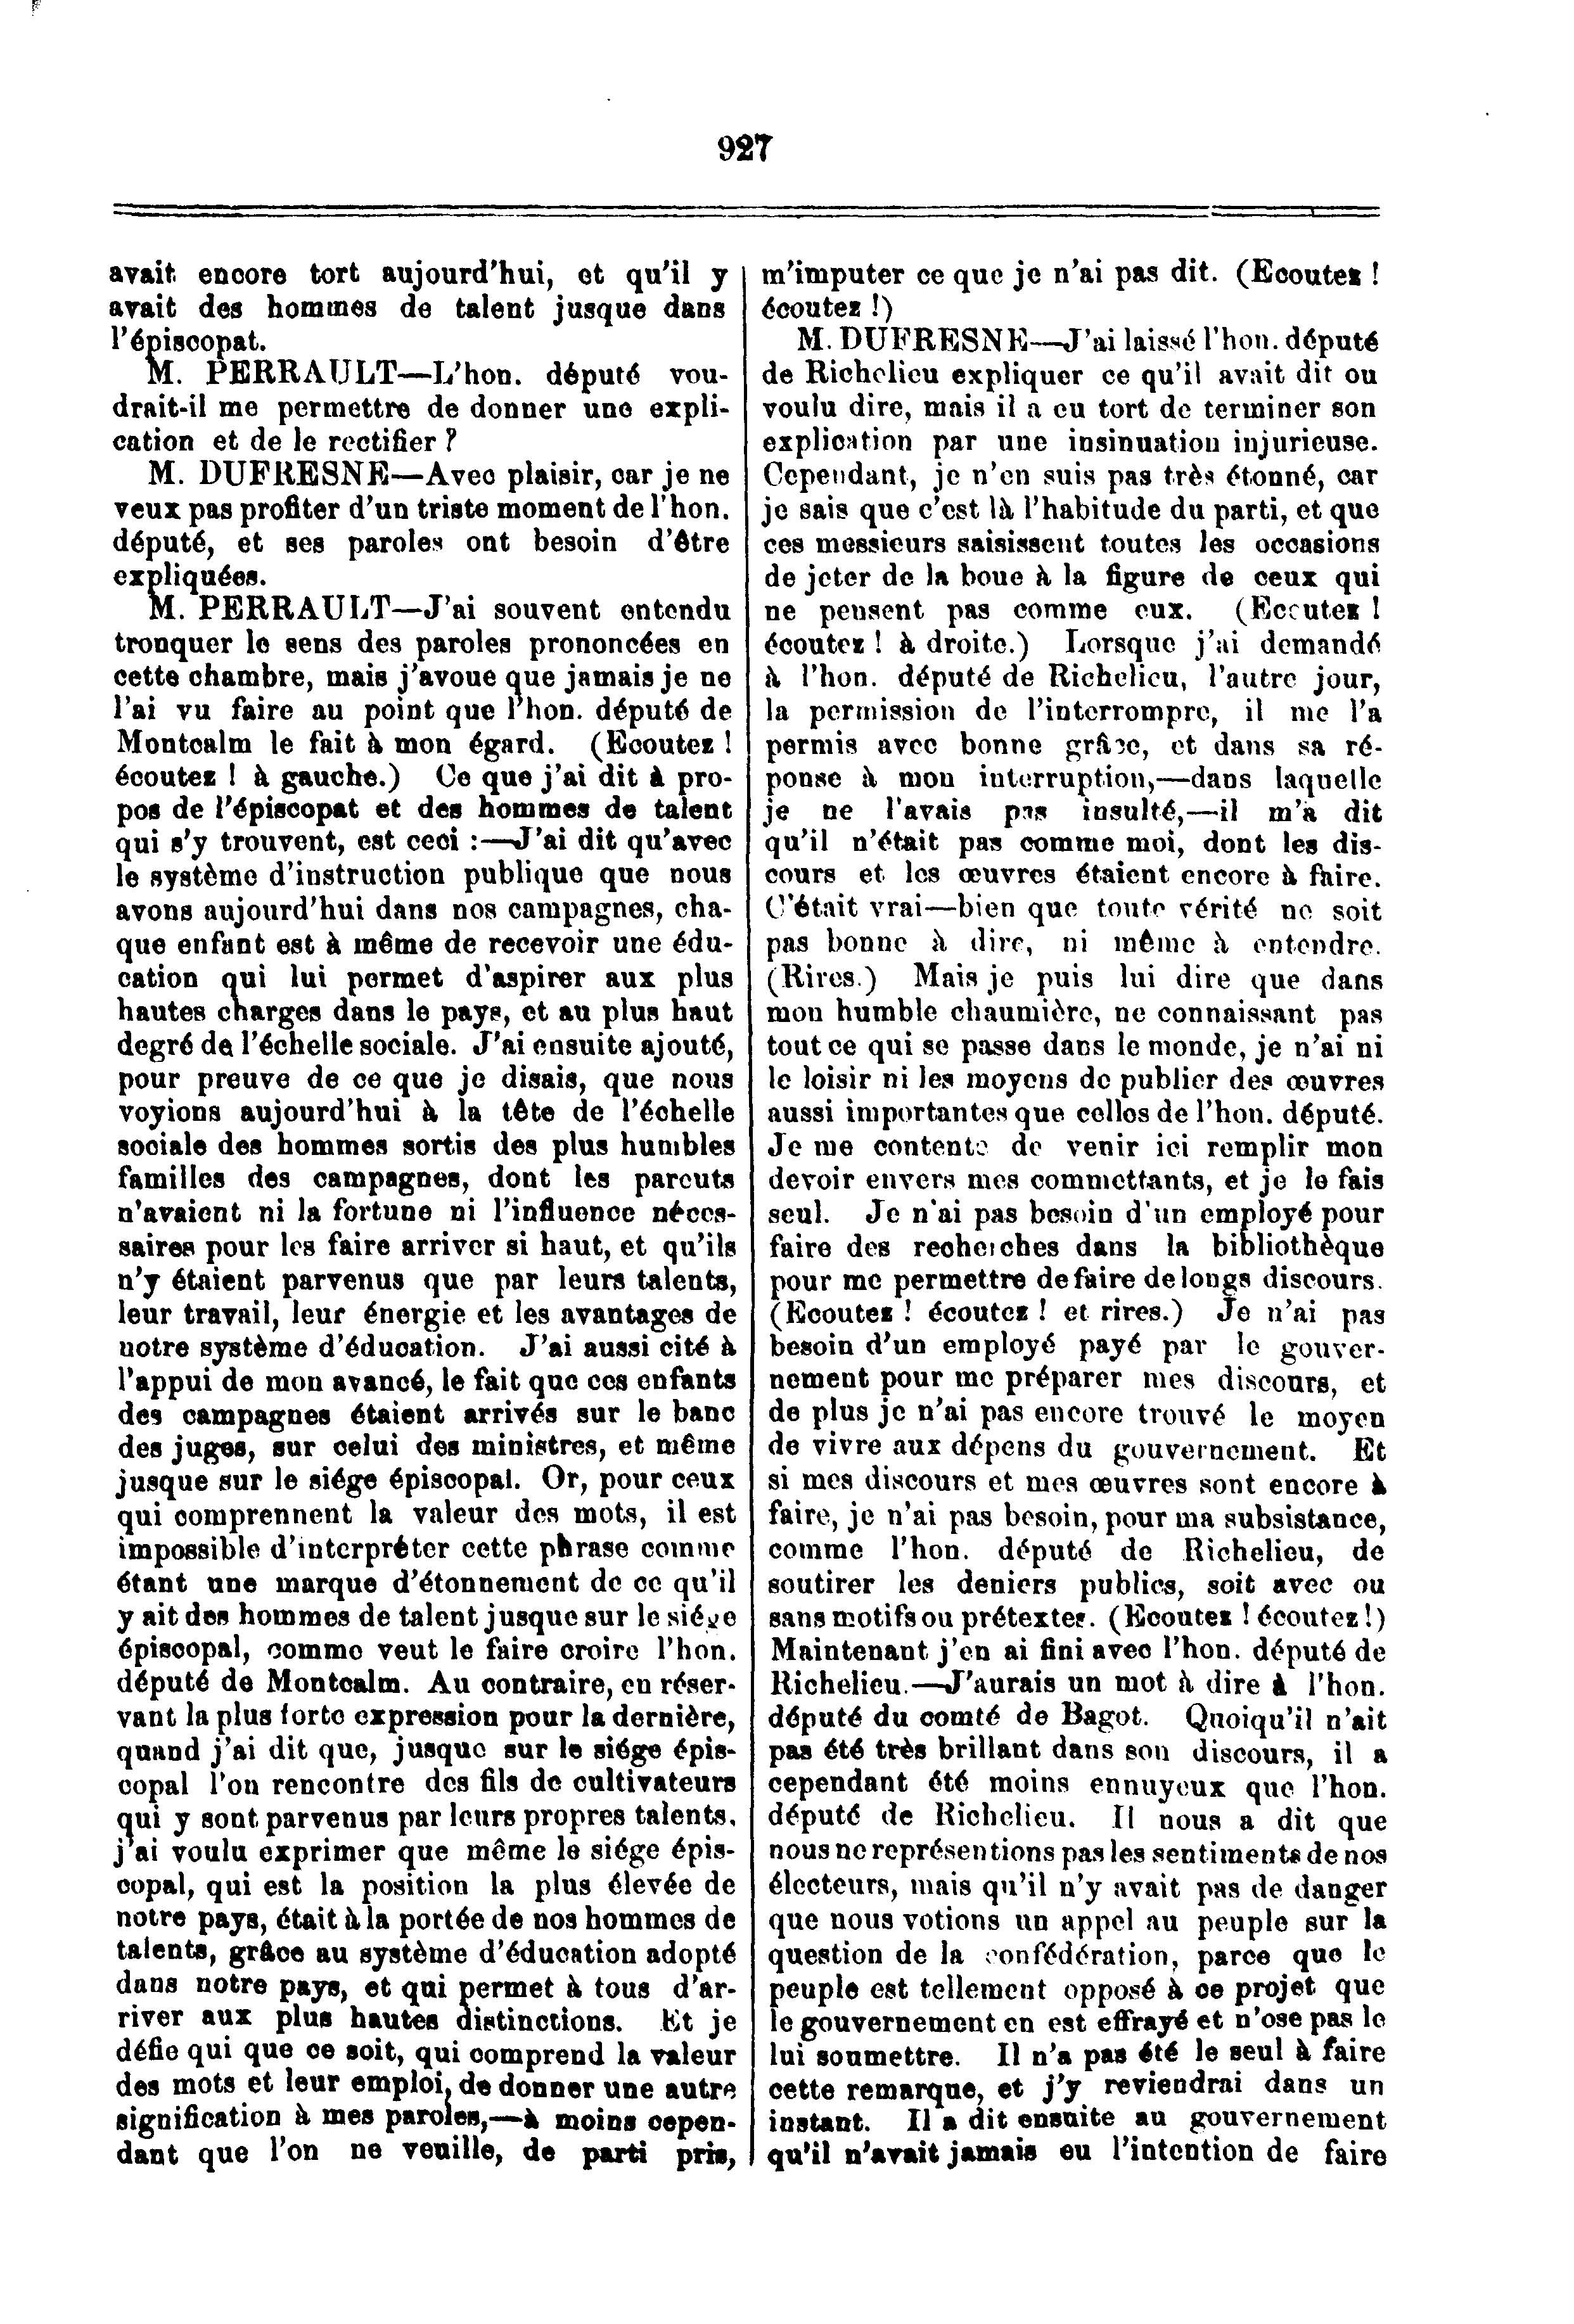 927
avait encore tort aujourd'hui, et qu'il y
avait des hommes de talent jusque dans
l'épiscopat.
M. PERRAULT—L'hon. député vou-
drait-il me permettre de donner une expli-
cation et de le rectifier ?
M. DUFRESNE—Avec plaisir, car je ne
veux pas profiter d'un triste moment de l'hon.
député, et ses paroles ont besoin d'être
expliquées.
M. PERRAULT—J'ai souvent entendu
tronquer le sens des paroles prononcées en
cette chambre, mais j'avoue que jamais je ne
l'ai vu faire au point que l'hon. député de
Montcalm le fait à mon égard. (Ecoutez !
écoutez ! à gauche.) Ce que j'ai dit à pro-
pos de l'épiscopat et des hommes de talent
qui s'y trouvent, est ceci :—J'ai dit qu'avec
le système d'instruction publique que nous
avons aujourd'hui dans nos campagnes, cha-
que enfant est à même de recevoir une édu-
cation qui lui permet d'aspirer aux plus
hautes charges dans le pays, et au plus haut
degré de l'échelle sociale. J'ai ensuite ajouté,
pour preuve de ce que je disais, que nous
voyions aujourd'hui à la tête de l'échelle
sociale des hommes sortis des plus humbles
familles des campagnes, dont les parents
n'avaient ni la fortune ni l'influence néces-
saires pour les faire arriver si haut, et qu'ils
n'y étaient parvenus que par leurs talents,
leur travail, leur énergie et les avantages de
notre système d'éducation. J'ai aussi cité à
l'appui de mon avancé, le fait que ces enfants
des campagnes étaient arrivés sur le banc
des juges, sur celui des ministres, et même
jusque sur le siége épiscopal. Or, pour ceux
qui comprennent la valeur des mots, il est
impossible d'interpréter cette phrase comme
étant une marque d'étonnement de ce qu'il
y ait des hommes de talent jusque sur le siége
épiscopal, comme veut le faire croire l'hon.
député de Montcalm. Au contraire, en réser-
vant la plus forte expression pour la dernière,
quand j'ai dit que, jusque sur le siége épis-
copal l'on rencontre des fils de cultivateurs
qui y sont parvenus par leurs propres talents,
j'ai voulu exprimer que même le siége épis-
copal, qui est la position la plus élevée de
notre pays, était à la portée de nos hommes de
talents, grâce au système d'éducation adopté
dans notre pays, et qui permet à tous d'ar-
river aux plus hautes distinctions. Et je
défie qui que ce soit, qui comprend la valeur
des mots et leur emploi, de donner une autre
signification à mes paroles,—à moins cepen-
dant que l'on ne veuille, de parti pris,
m'imputer ce que je n'ai pas dit. (Ecoutez !
écoutez !)
M. DUFRESNE—J'ai laissé l'hon. député
de Richelieu expliquer ce qu'il avait dit ou
voulu dire, mais il a eu tort de terminer son
explication par une insinuation injurieuse.
Cependant, je n'en suis pas très étonné, car
je sais que c'est là l'habitude du parti, et que
ces messieurs saisissent toutes les occasions
de jeter de la boue à la figure de ceux qui
ne pensent pas comme eux. (Ecoutez !
écoutez ! à droite.) Lorsque j'ai demandé
à l'hon. député de Richelieu, l'autre jour,
la permission de l'interrompre, il me l'a
permis avec bonne grâce, et dans sa ré-
ponse à mon interruption,—dans laquelle
je ne l'avais pas insulté,—il m'a dit
qu'il n'était pas comme moi, dont les dis-
cours et les œuvres étaient encore à faire.
C'était vrai—bien que toute vérité ne soit
pas bonne à dire, ni même à entendre.
(Rires.) Mais je puis lui dire que dans
mon humble chaumière, ne connaissant pas
tout ce qui se passe dans le monde, je n'ai ni
le loisir ni les moyens de publier des œuvres
aussi importantes que celles de l'hon. député.
Je me contente de venir ici remplir mon
devoir envers mes commettants, et je le fais
seul. Je n'ai pas besoin d'un employé pour
faire des recherches dans la bibliothèque
pour me permettre de faire de longs discours.
(Ecoutez ! écoutez ! et rires.) Je n'ai pas
besoin d'un employé payé par le gouver-
nement pour me préparer mes discours, et
de plus je n'ai pas encore trouvé le moyen
de vivre aux dépens du gouvernement. Et
si mes discours et mes œuvres sont encore à
faire, je n'ai pas besoin, pour ma subsistance,
comme l'hon. député de Richelieu, de
soutirer les deniers publics, soit avec ou
sans motifs ou prétextes. (Ecoutez ! écoutez !)
Maintenant j'en ai fini avec l'hon. député de
Richelieu.—J'aurais un mot à dire à l'hon.
député du comté de Bagot. Quoiqu'il n'ait
pas été très brillant dans son discours, il a
cependant été moins ennuyeux que l'hon.
député de Richelieu. Il nous a dit que
nous ne représentions pas les sentiments de nos
électeurs, mais qu'il n'y avait pas de danger
que nous votions un appel au peuple sur la
question de la confédération, parce que le
peuple est tellement opposé à ce projet que
le gouvernement en est effrayé et n'ose pas le
lui soumettre. Il n'a pas été le seul à faire
cette remarque, et j'y reviendrai dans un
instant. Il a dit ensuite au gouvernement
qu'il n'avait jamais eu l'intention de faire